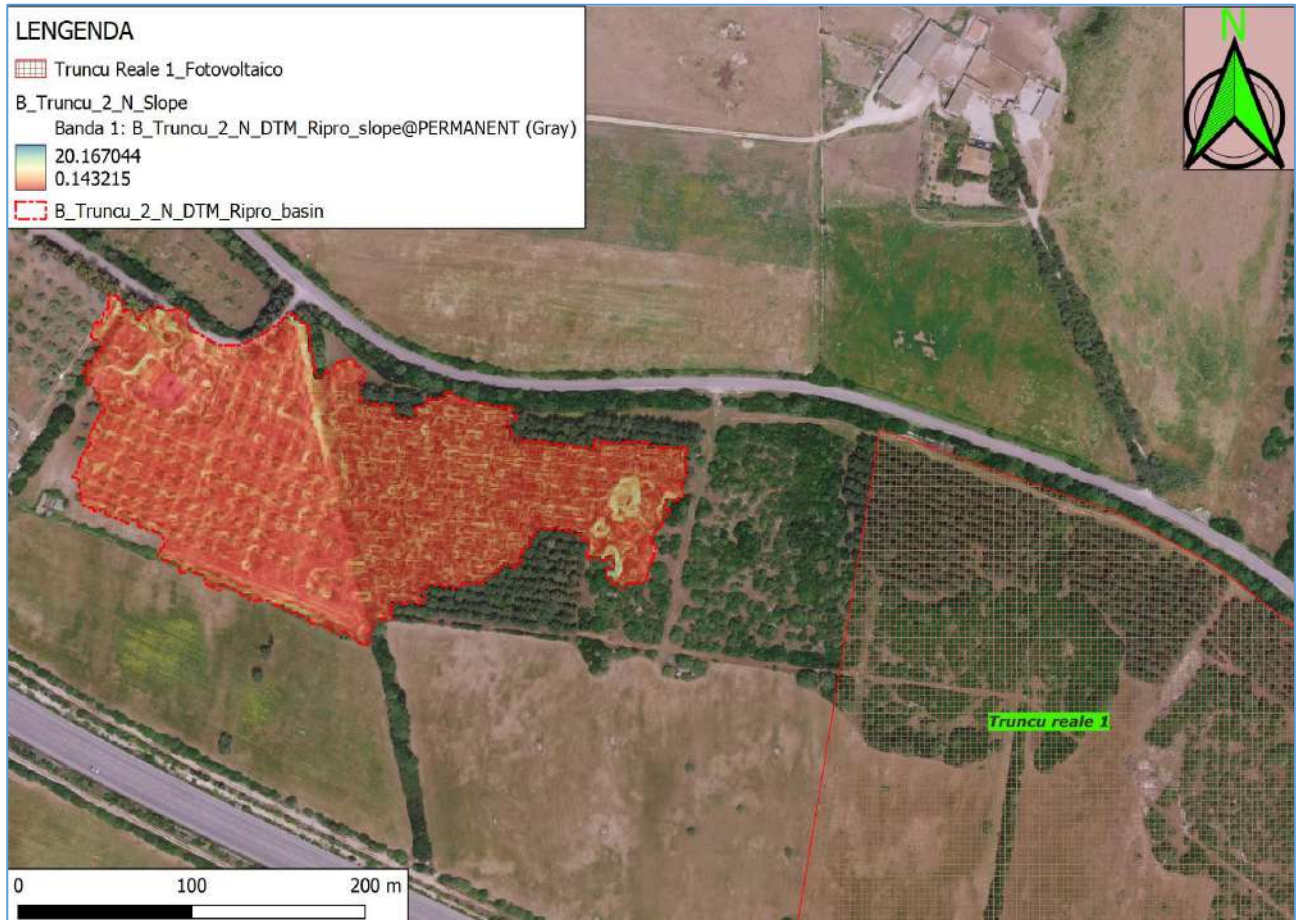 LENGENDA
Truncu Reale 1_Fotovoltaico
B_Truncu_2_N_Slope
Banda 1: B_Truncu_2_N_DTM_Ripro_slope@PERMANENT (Gray)
20.167044
0.143215
B_Truncu_2_N_DTM_Ripro_basin
N
Truncu reale 1
0 100 200 m